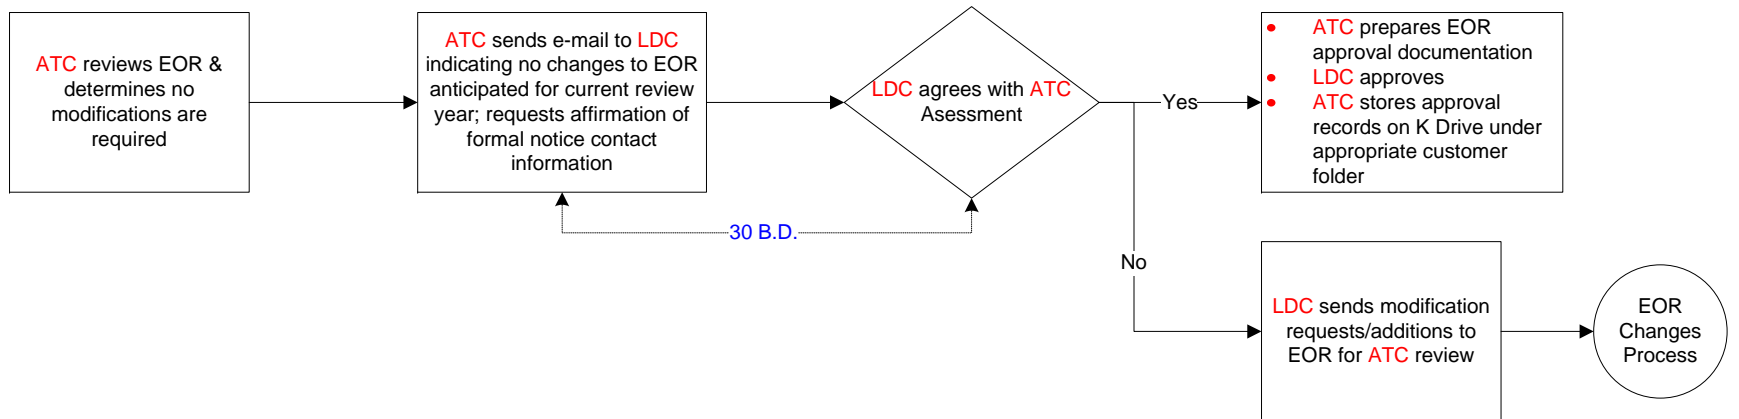 ATC reviews EOR &
determines no
modifications are
required
ATC sends e-mail to LDC
indicating no changes to EOR
anticipated for current review
year; requests affirmation of
formal notice contact
information
LDC agrees with ATC
Asessment
30 B.D.
Yes
• ATC prepares EOR
approval documentation
• LDC approves
• ATC stores approval
records on K Drive under
appropriate customer
folder
No
LDC sends modification
requests/additions to
EOR for ATC review
EOR
Changes
Process